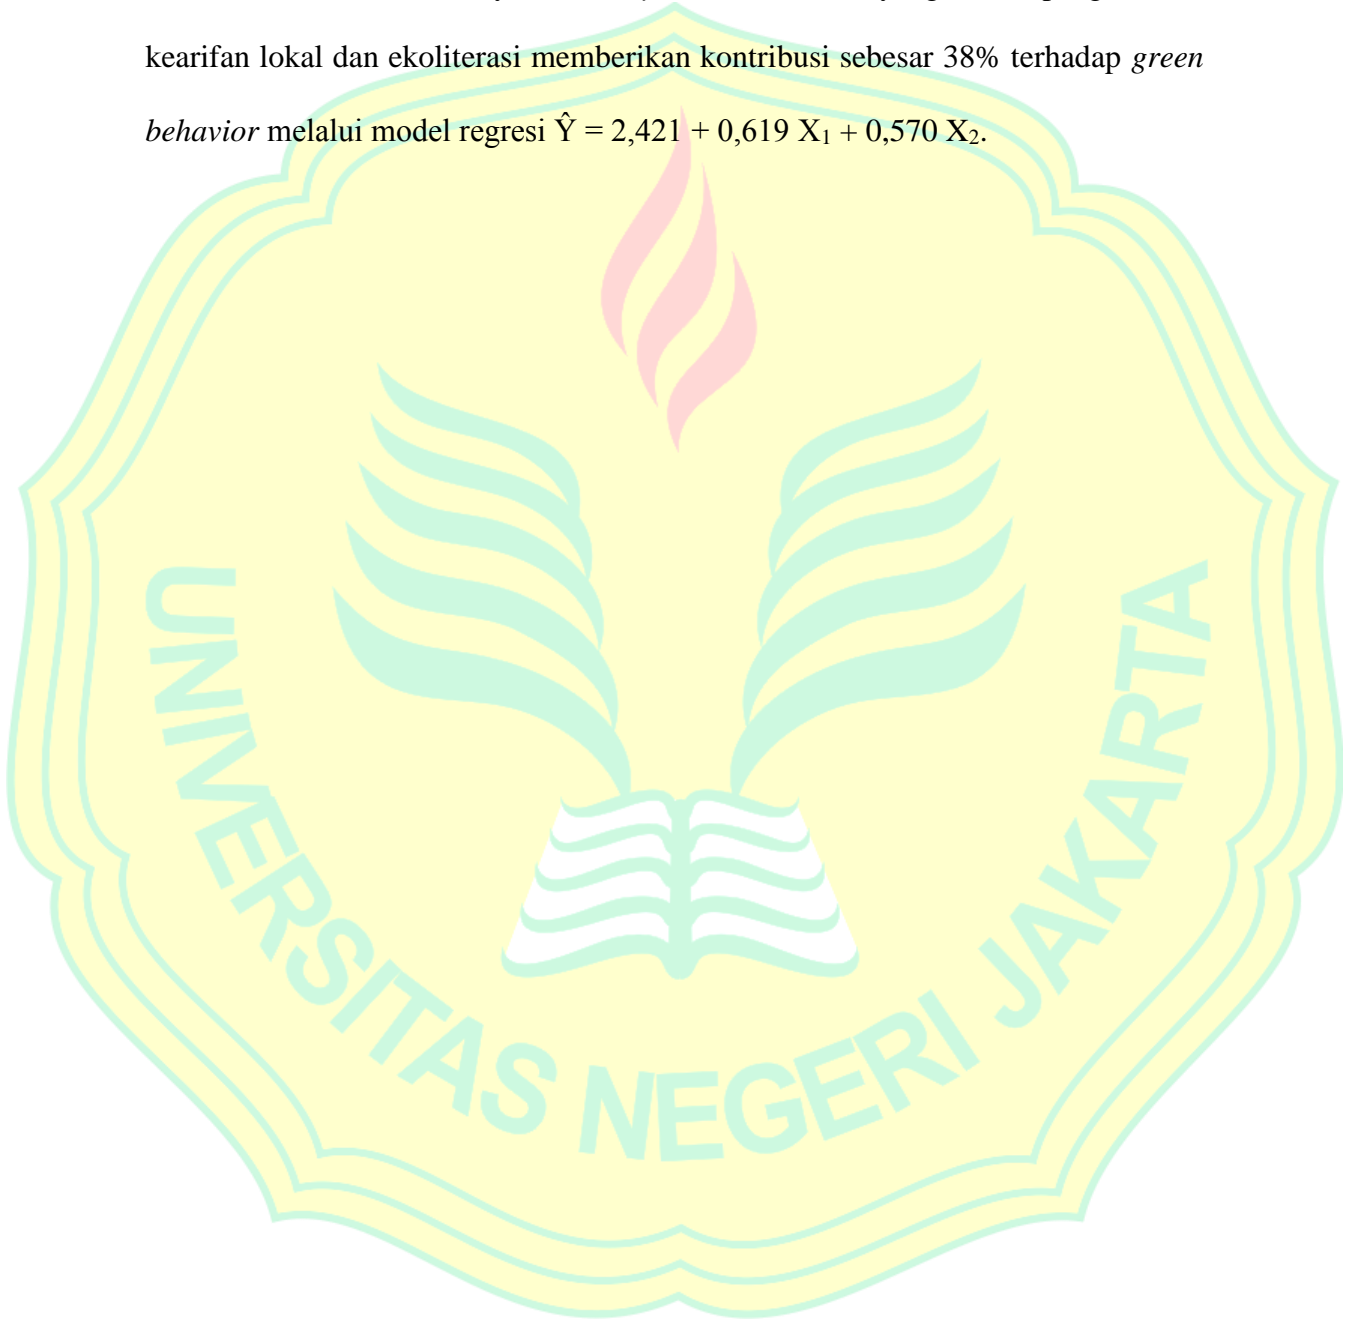 kearifan lokal dan ekoliterasi memberikan kontribusi sebesar 38% terhadap green
behavior melalui model regresi Ŷ = 2,421 + 0,619 X₁ + 0,570 X₂.
UNIVERSITAS NEGERI JAKARTA